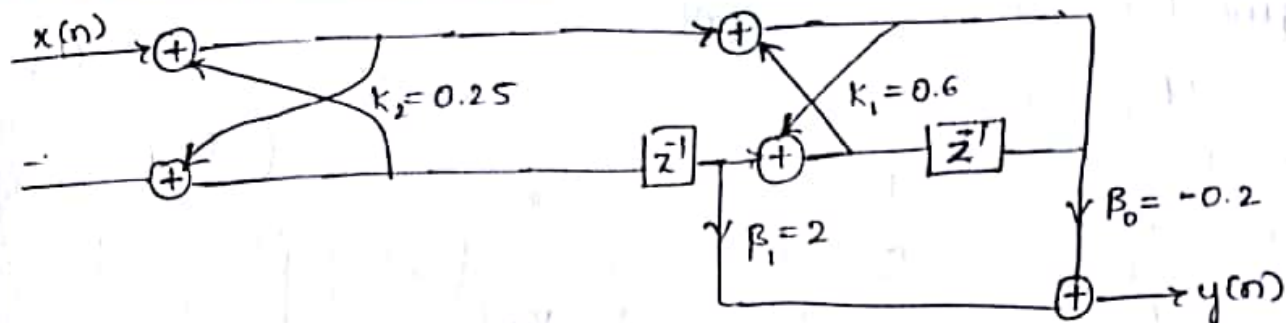 x(n)
+
+
K₂ = 0.25
K₁ = 0.6
+
z⁻¹
+
z⁻¹
β₁ = 2
β₀ = -0.2
+
y(n)